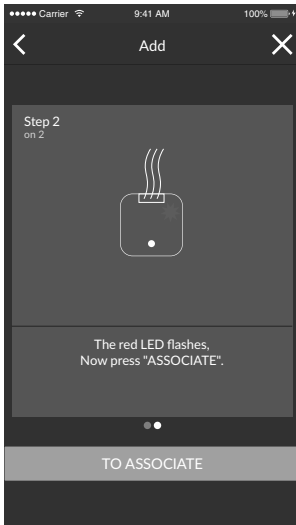 Carrier 9:41 AM 100%
Add
Step 2
on 2
The red LED flashes,
Now press "ASSOCIATE".
TO ASSOCIATE